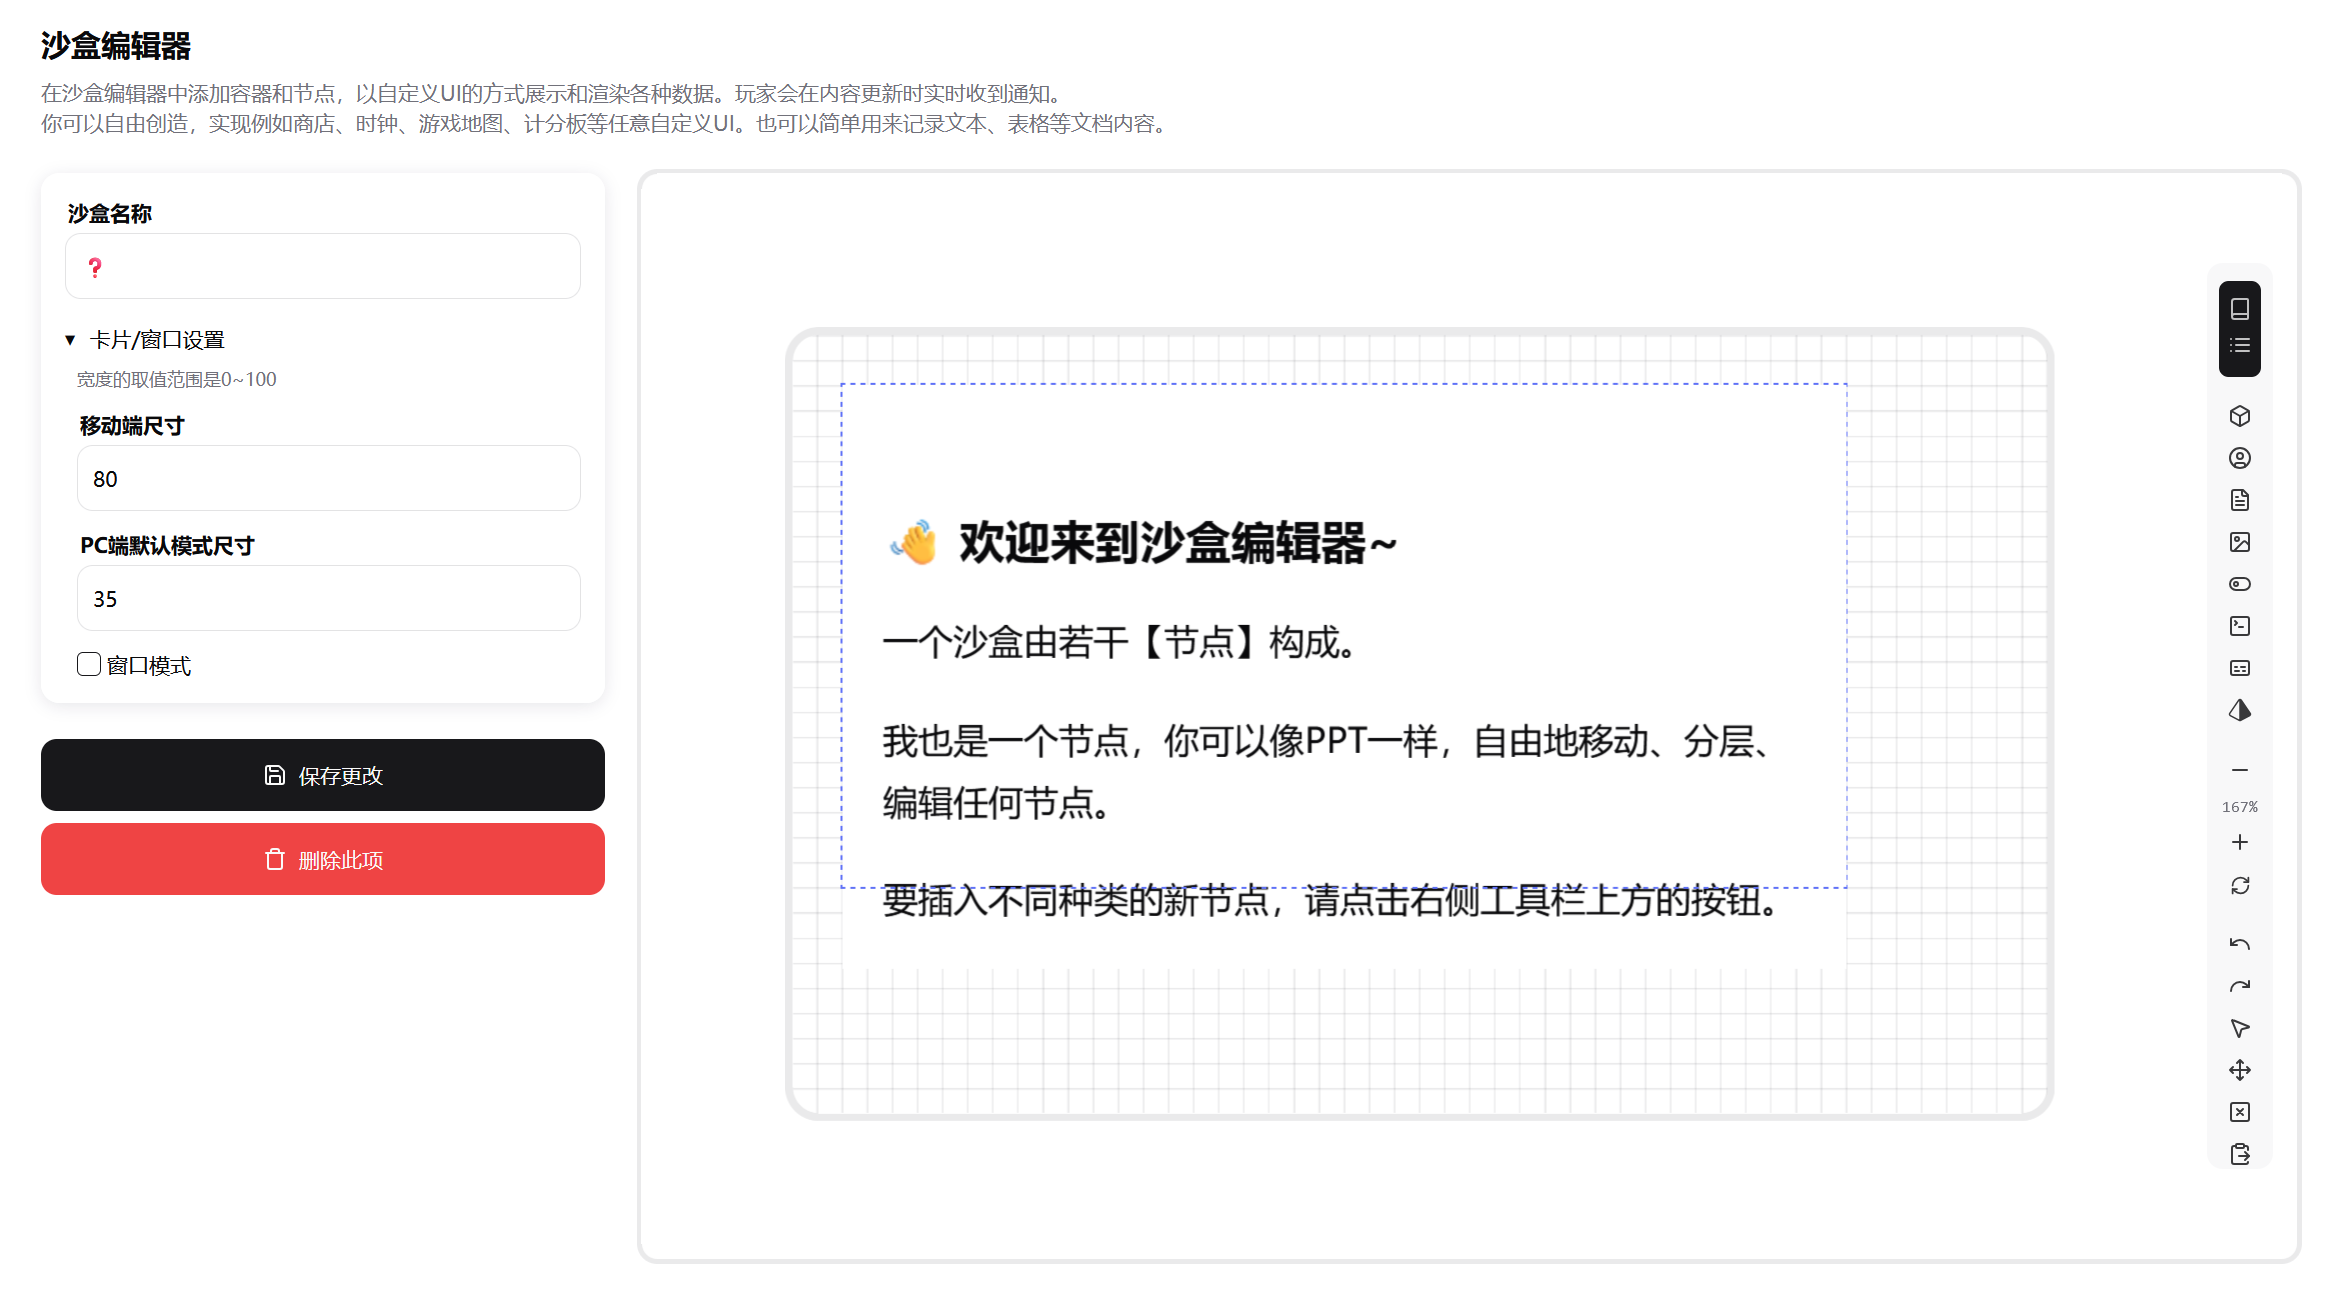 沙盒编辑器
在沙盒编辑器中添加容器和节点，以自定义UI的方式展示和渲染各种数据。玩家会在内容更新时实时收到通知。
你可以自由创造，实现例如商店、时钟、游戏地图、计分板等任意自定义UI。也可以简单用来记录文本、表格等文档内容。
沙盒名称
❓
▼ 卡片/窗口设置
宽度的取值范围是0~100
移动端尺寸
80
PC端默认模式尺寸
35
窗口模式
保存更改
删除此项
👋 欢迎来到沙盒编辑器~
一个沙盒由若干【节点】构成。
我也是一个节点，你可以像PPT一样，自由地移动、分层、
编辑任何节点。
要插入不同种类的新节点，请点击右侧工具栏上方的按钮。
167%